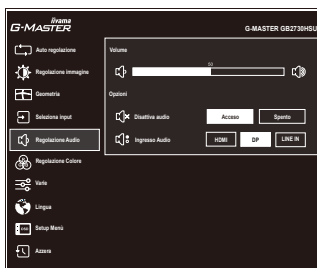 iiyama
G-MASTER
G-MASTER GB2730HSU
Auto regolazione
Regolazione immagine
Geometria
Seleziona input
Regolazione Audio
Regolazione Colore
Varie
Lingua
OSD
Setup Menù
Azzera
Volume
50
Opzioni
Disattiva audio
Acceso
Spento
Ingresso Audio
HDMI
DP
LINE IN